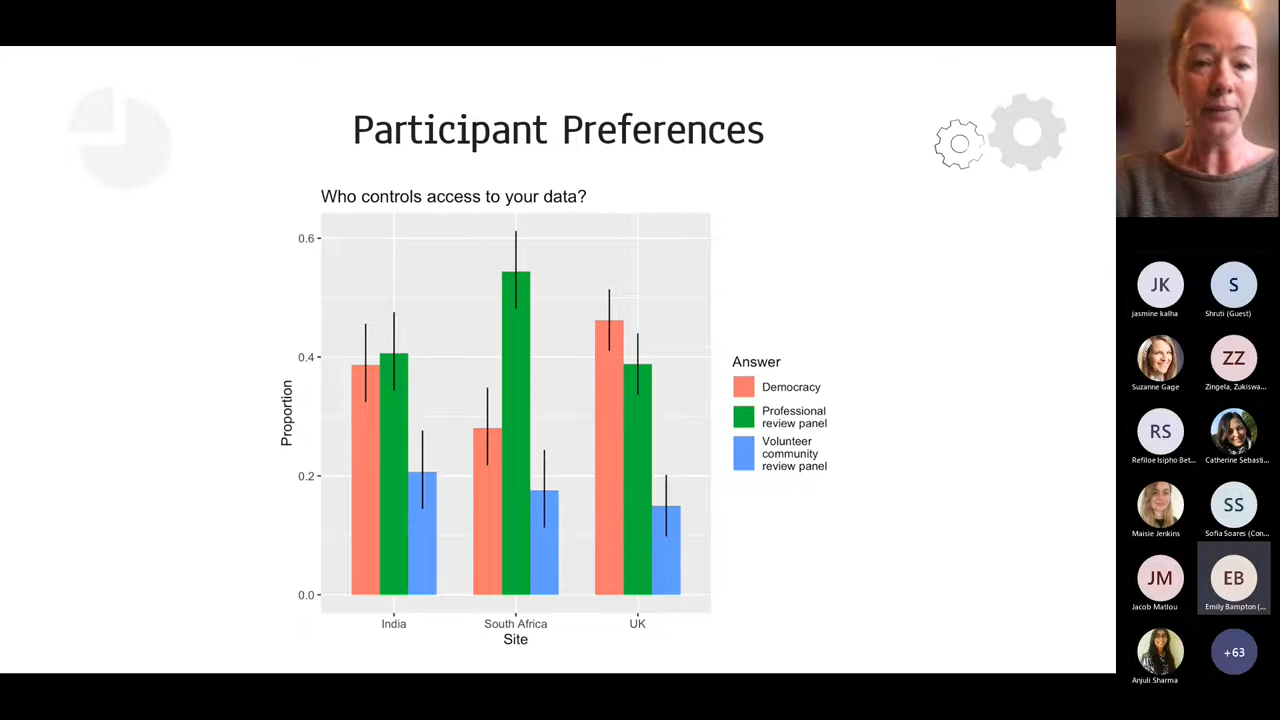 Participant Preferences
Who controls access to your data?
0.6
0.4
0.2
0.0
Proportion
India
South Africa
UK
Site
Answer
Democracy
Professional
review panel
Volunteer
community
review panel
JK
jasmine kalha
S
Shruti (Guest)
Suzanne Gage
ZZ
Zingela, Zukiswa...
RS
Refiloe Isipho Bet...
Catherine Sebasti...
Maisie Jenkins
SS
Sofia Soares (Con...
JM
Jacob Matlou
EB
Emily Bampton (...
Anjuli Sharma
+63